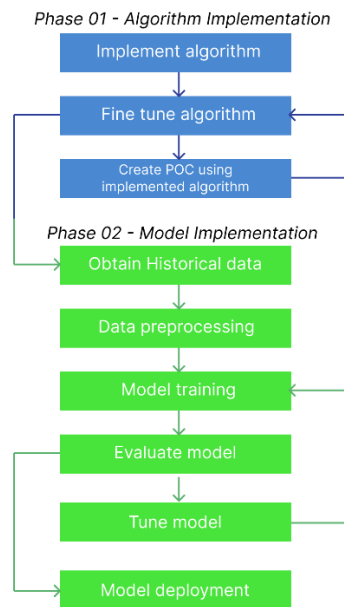 Phase 01 - Algorithm Implementation
Implement algorithm
Fine tune algorithm
Create POC using
implemented algorithm
Phase 02 - Model Implementation
Obtain Historical data
Data preprocessing
Model training
Evaluate model
Tune model
Model deployment